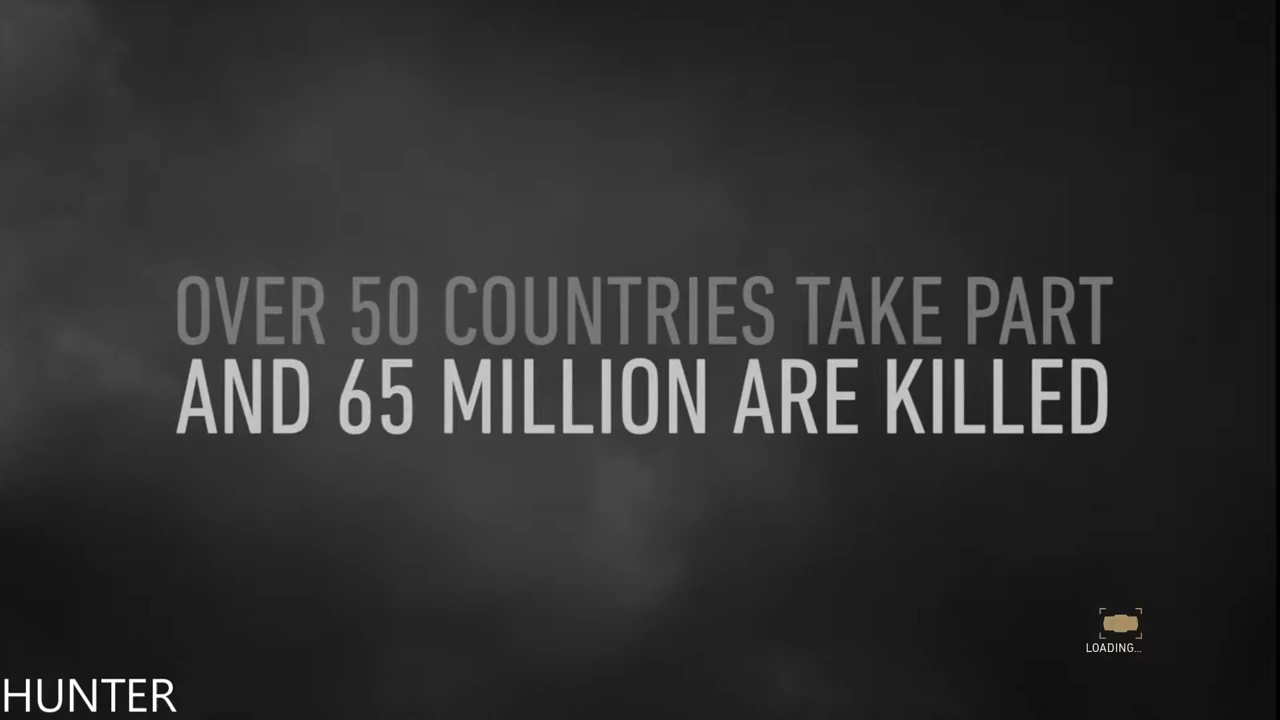 OVER 50 COUNTRIES TAKE PART
AND 65 MILLION ARE KILLED
LOADING...
HUNTER